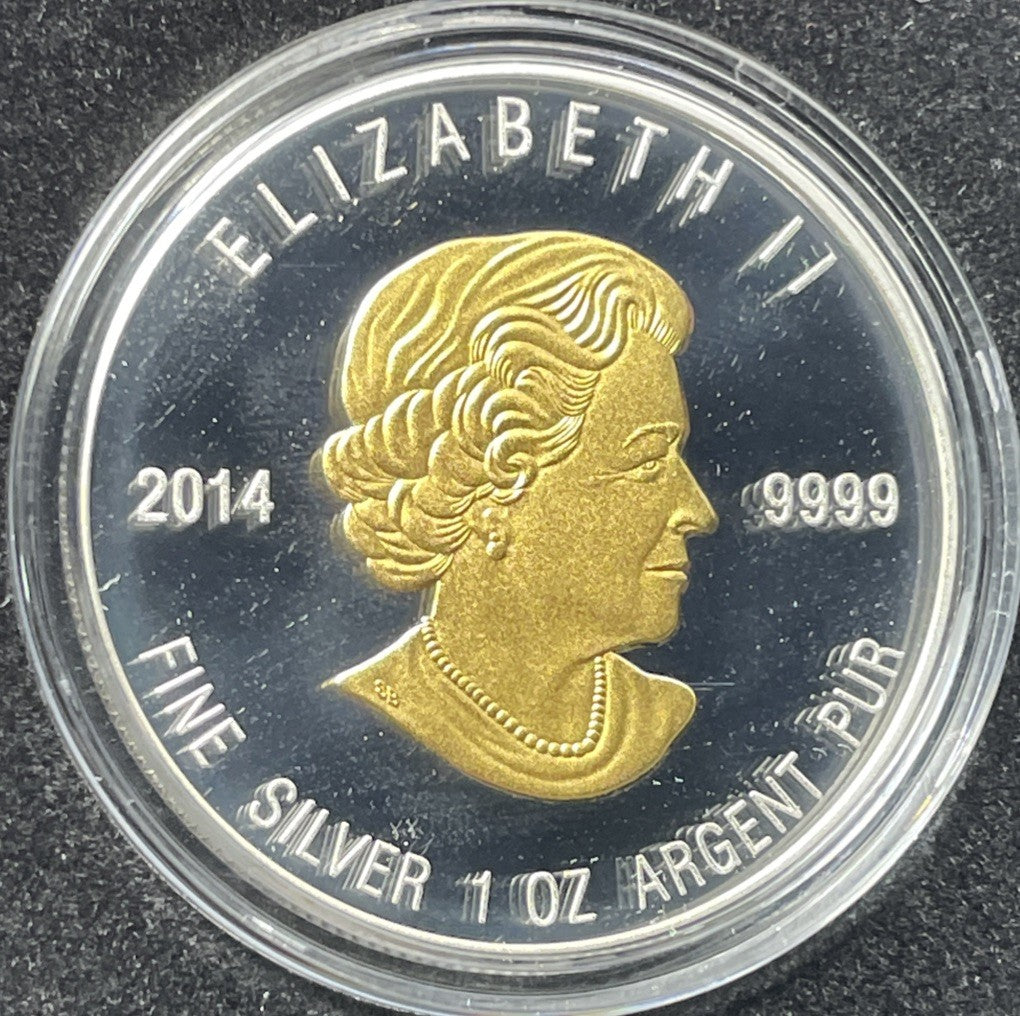 ELIZABETH II
2014
9999
FINE SILVER 1 OZ ARGENT PUR